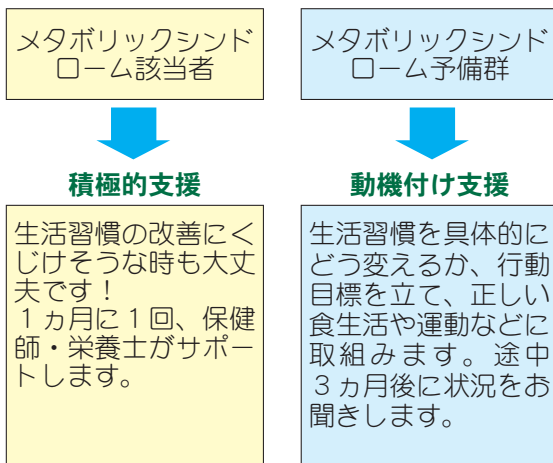 メタボリックシンド
ローム該当者
積極的支援
生活習慣の改善にく
じけそうな時も大丈
夫です！
１ヵ月に１回、保健
師・栄養士がサポー
トします。
メタボリックシンド
ローム予備群
動機付け支援
生活習慣を具体的に
どう変えるか、行動
目標を立て、正しい
食生活や運動などに
取組みます。途中
３ヵ月後に状況をお
聞きします。